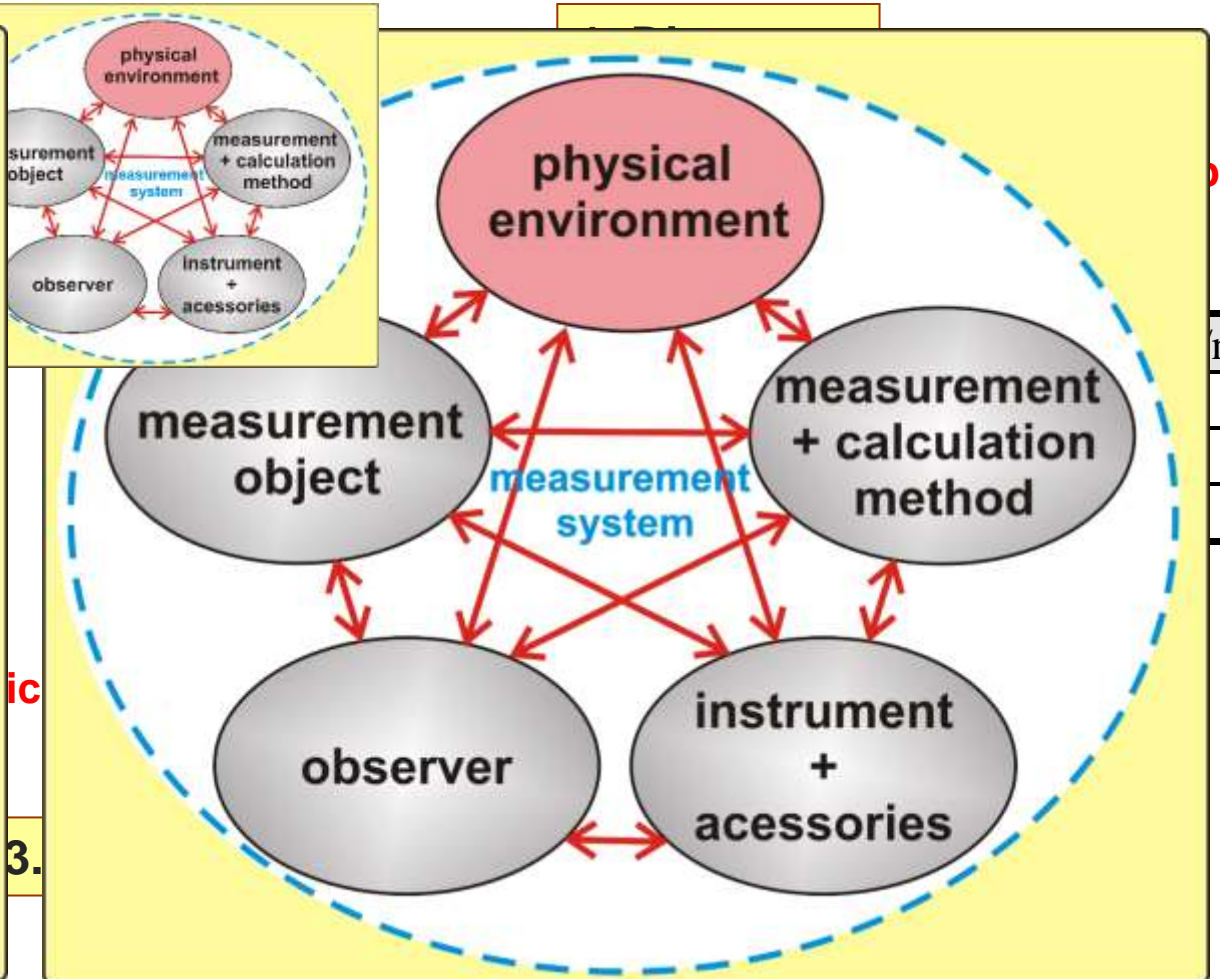 physical
environment
surement
object
measurement
+ calculation
method
measurement
system
observer
instrument
+
acessories
physical
environment
measurement
object
measurement
+ calculation
method
measurement
system
observer
instrument
+
acessories
ic
3.